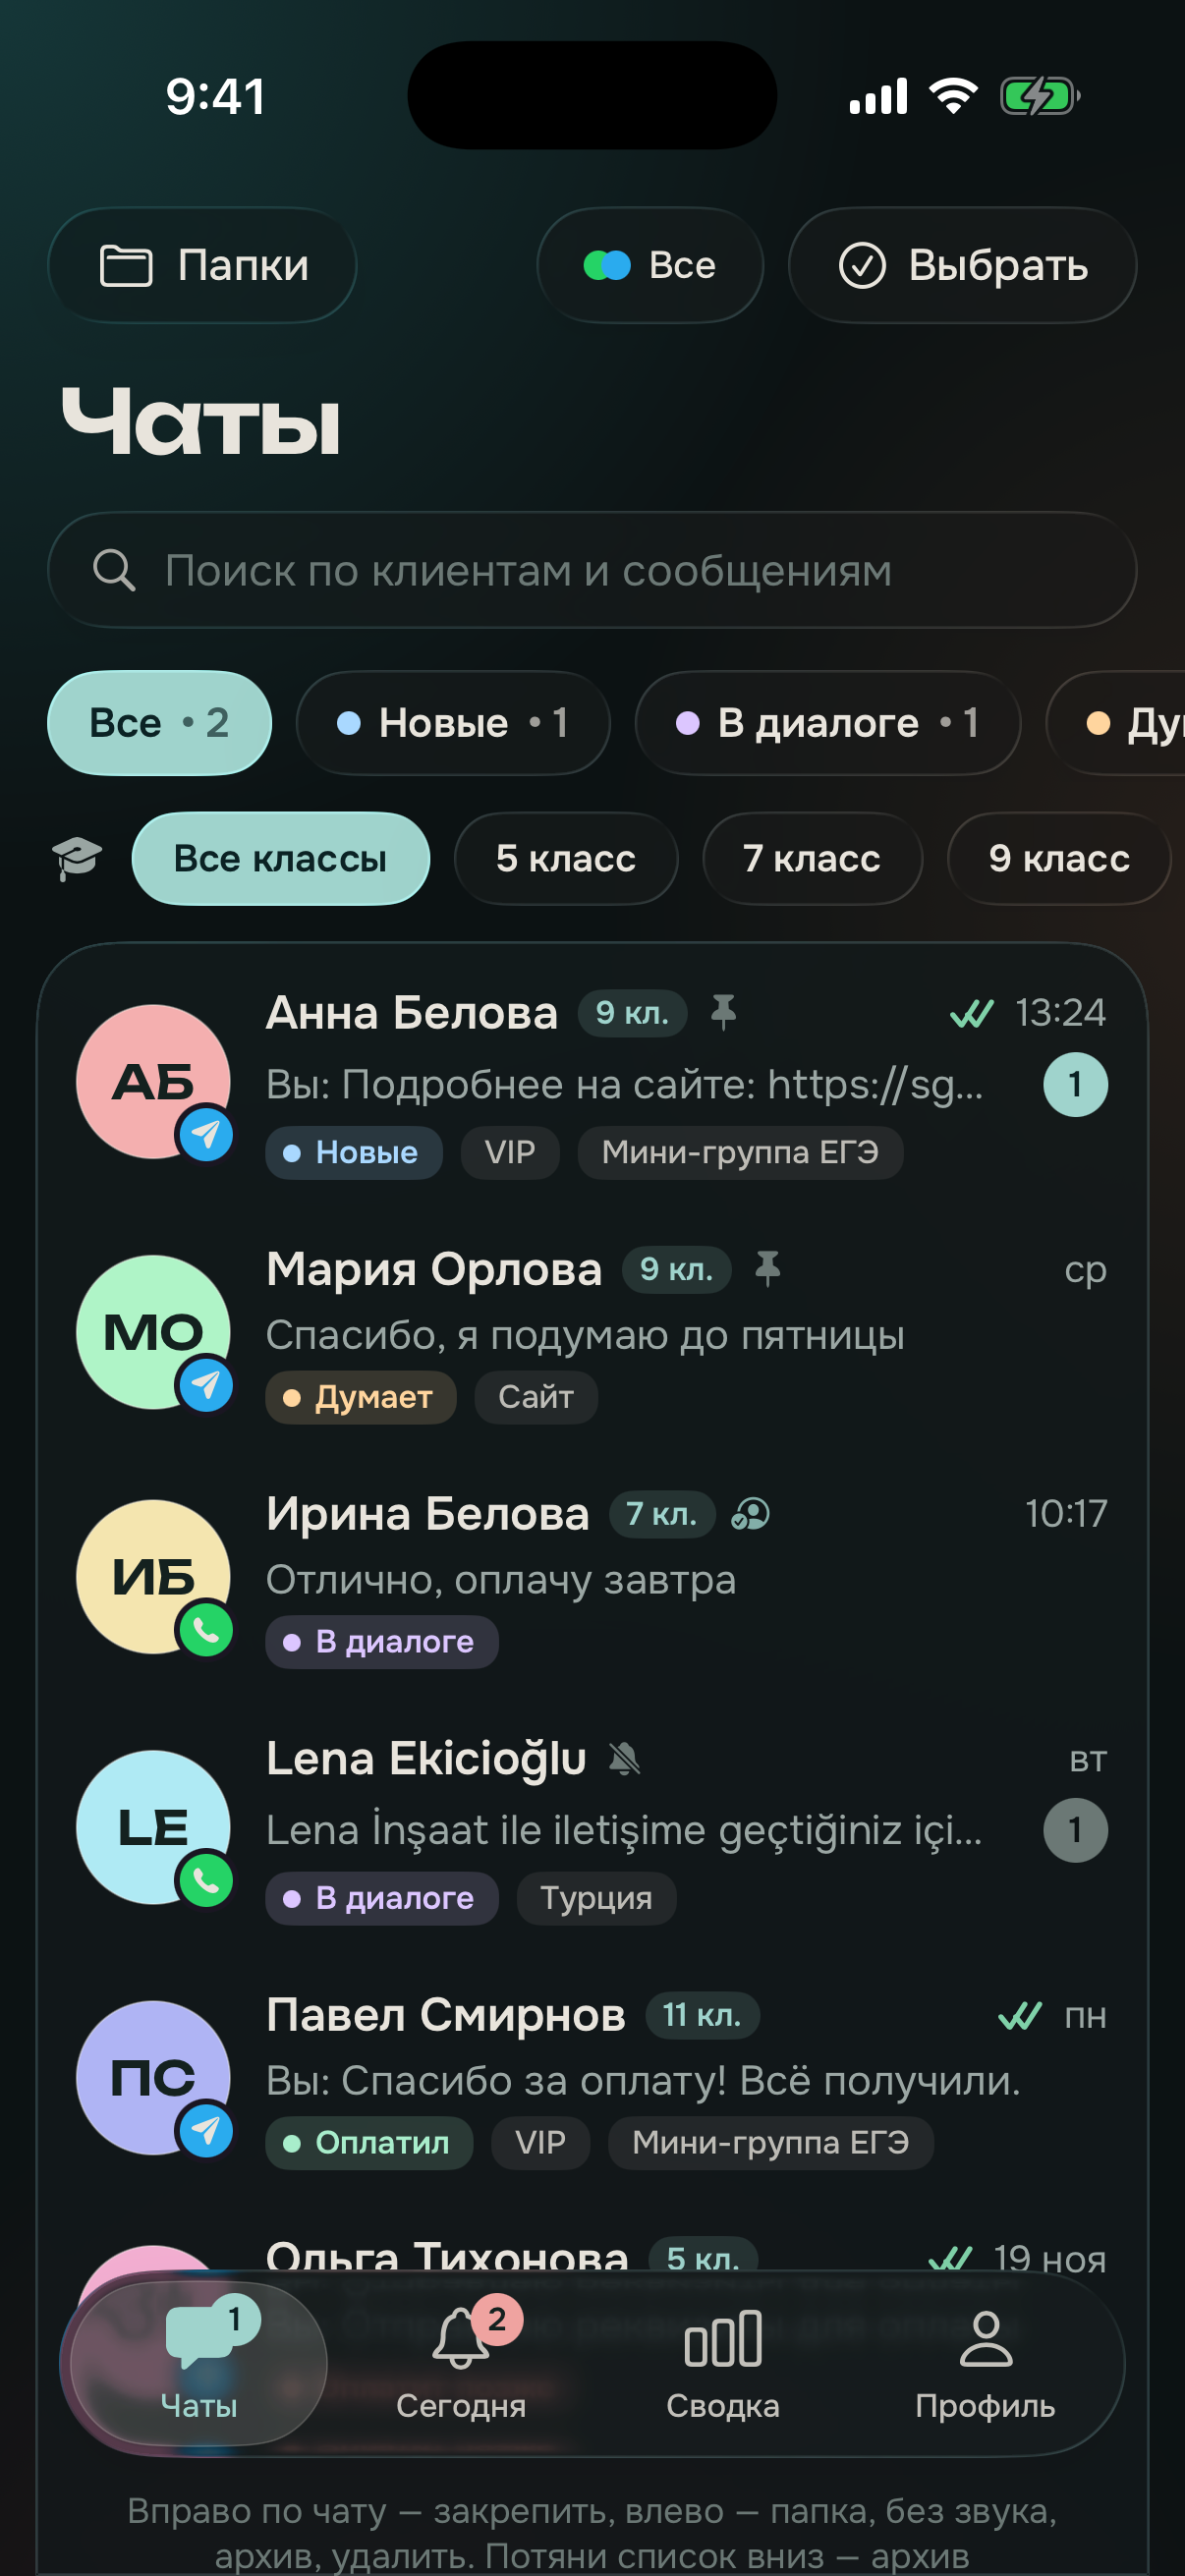 9:41
Папки
Все
Выбрать
Чаты
Поиск по клиентам и сообщениям
Все • 2
Новые • 1
В диалоге • 1
Все классы
5 класс
7 класс
9 класс
Анна Белова 9 кл. 13:24
АБ
Вы: Подробнее на сайте: https://sg... 1
Новые VIP Мини-группа ЕГЭ
Мария Орлова 9 кл. ср
МО
Спасибо, я подумаю до пятницы
Думает Сайт
Ирина Белова 7 кл. 10:17
ИБ
Отлично, оплачу завтра
В диалоге
Lena Ekicioğlu вт
LE
Lena İnşaat ile iletişime geçtiğiniz içi... 1
В диалоге Турция
Павел Смирнов 11 кл. пн
ПС
Вы: Спасибо за оплату! Всё получили.
Оплатил VIP Мини-группа ЕГЭ
Ольга Тихонова 5 кл. 19 ноя
1 2
Чаты Сегодня Сводка Профиль
Вправо по чату — закрепить, влево — папка, без звука,
архив, удалить. Потяни список вниз — архив